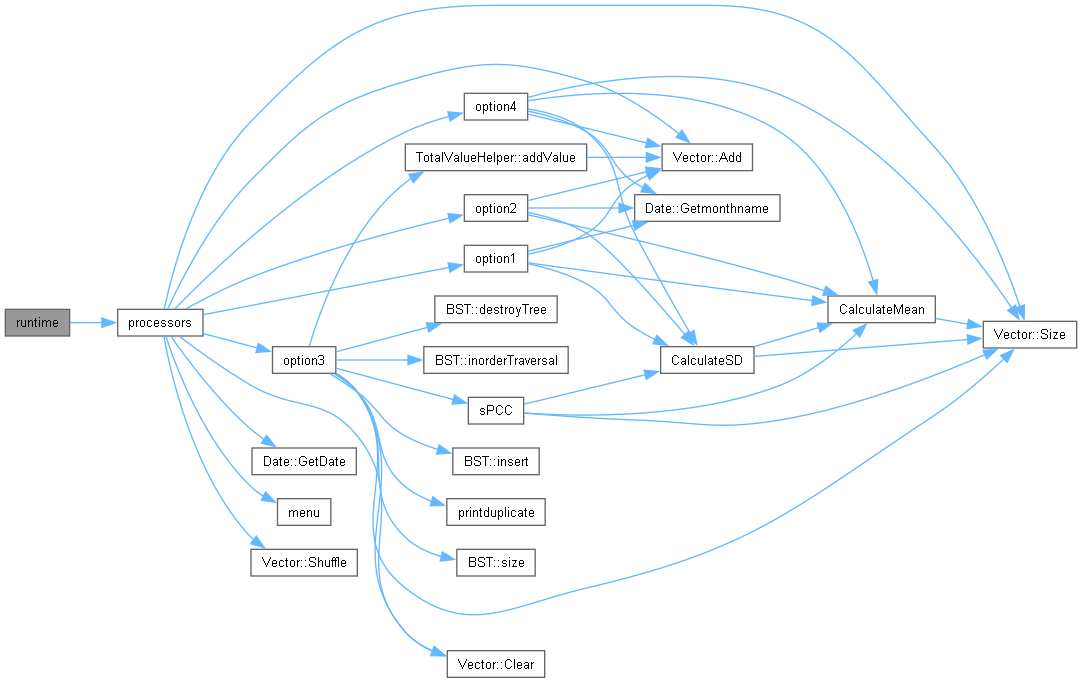 option4
TotalValueHelper::addValue
Vector::Add
option2
Date::Getmonthname
option1
BST::destroyTree
CalculateMean
runtime
processors
Vector::Size
option3
BST::inorderTraversal
CalculateSD
sPCC
Date::GetDate
BST::insert
menu
printduplicate
Vector::Shuffle
BST::size
Vector::Clear